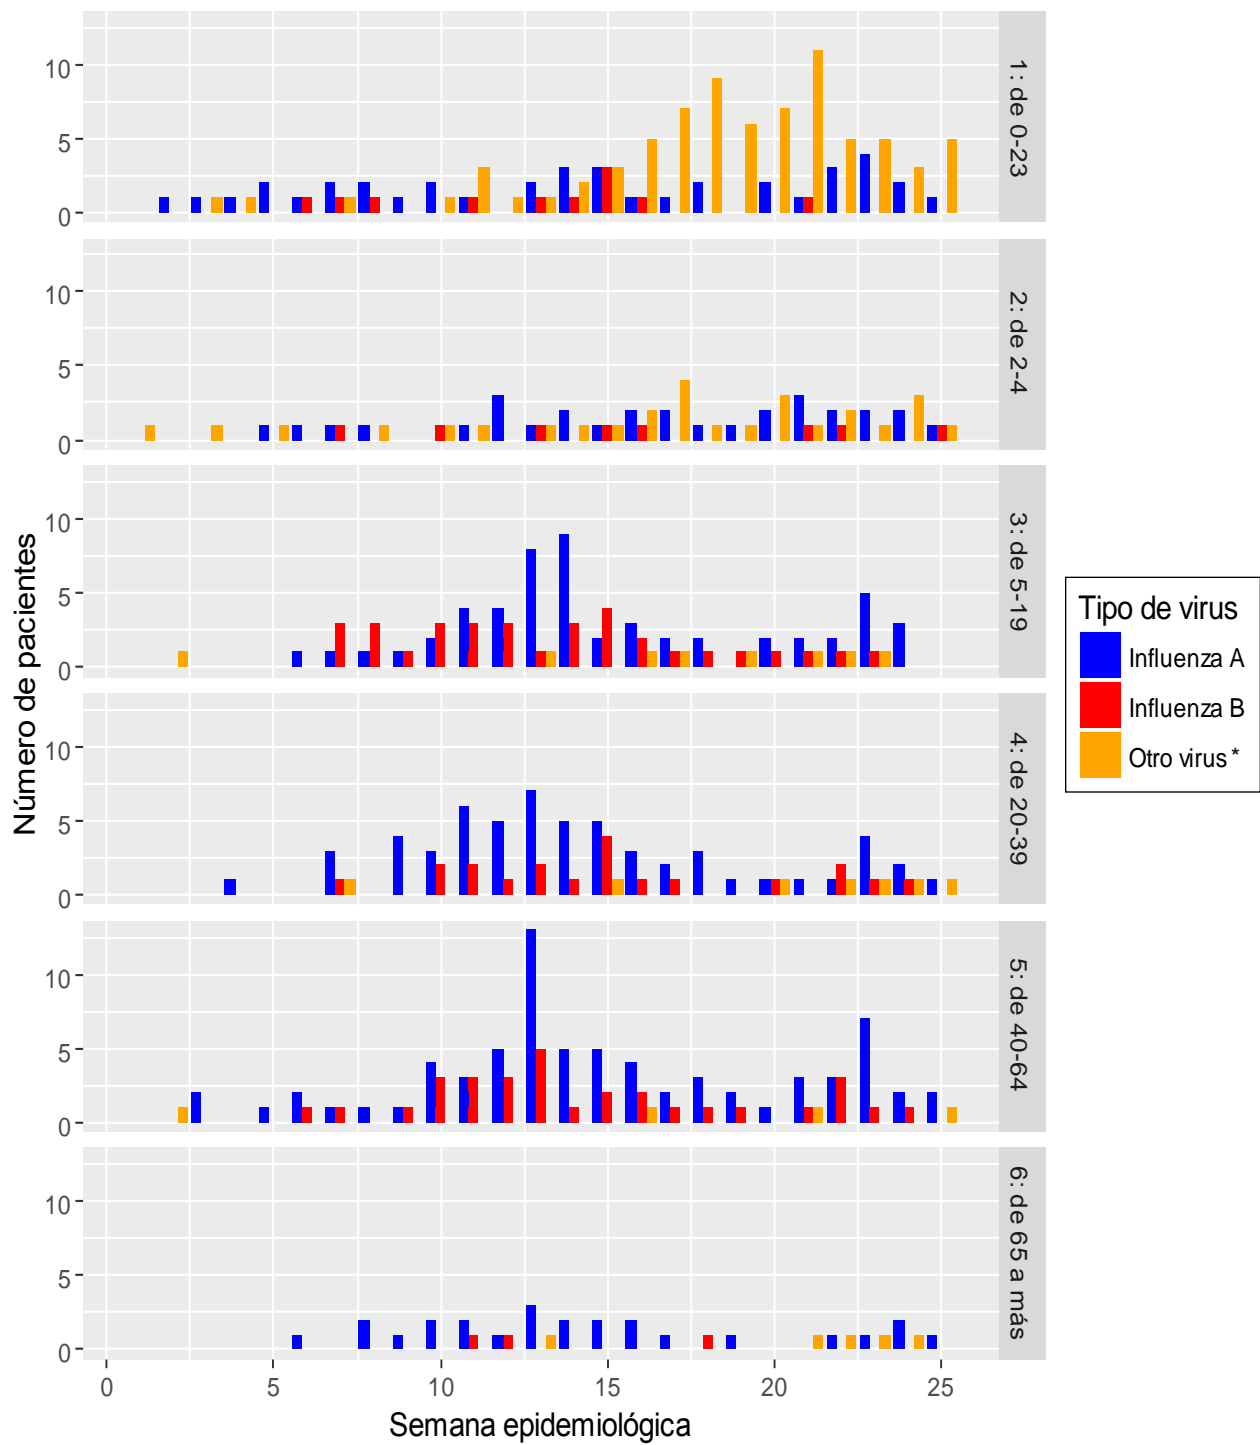 10
5
0
1: de 0-23
10
5
0
2: de 2-4
10
5
0
3: de 5-19
10
5
0
4: de 20-39
10
5
0
5: de 40-64
10
5
0
6: de 65 a más
0 5 10 15 20 25
Semana epidemiológica
Número de pacientes
Tipo de virus
Influenza A
Influenza B
Otro virus *